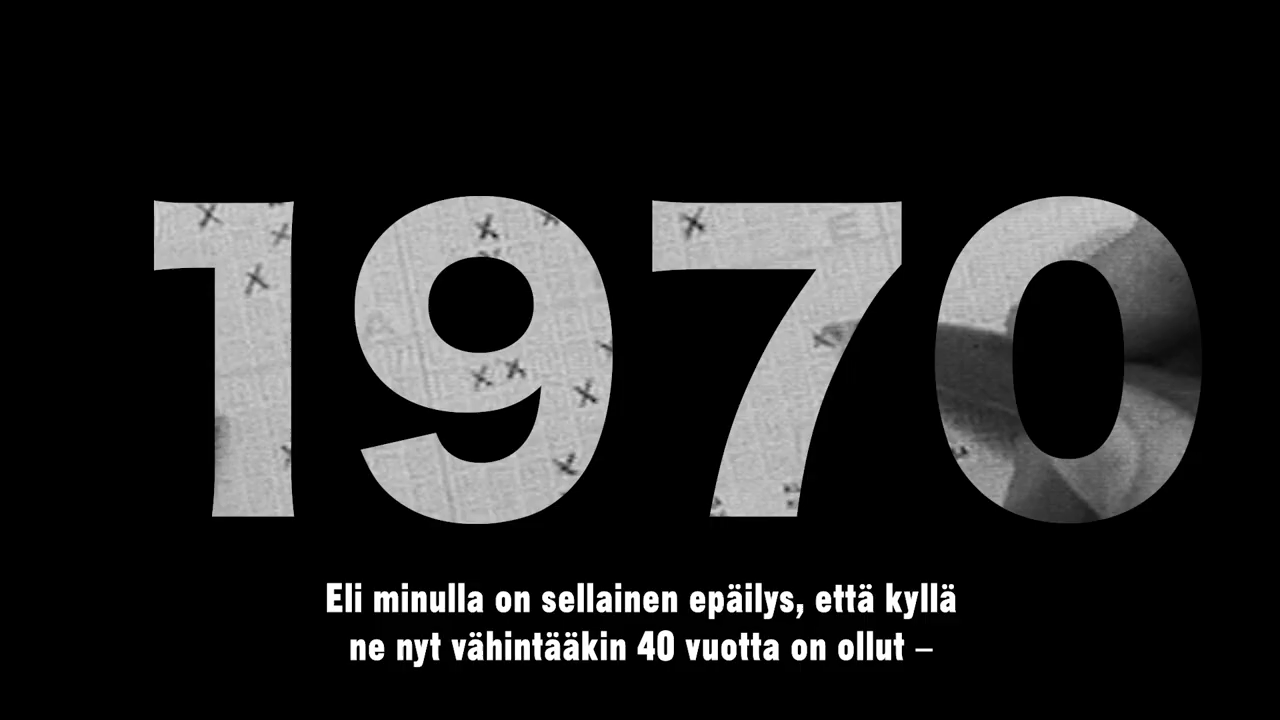 1970
Eli minulla on sellainen epäilys, että kyllä
ne nyt vähintääkin 40 vuotta on ollut –